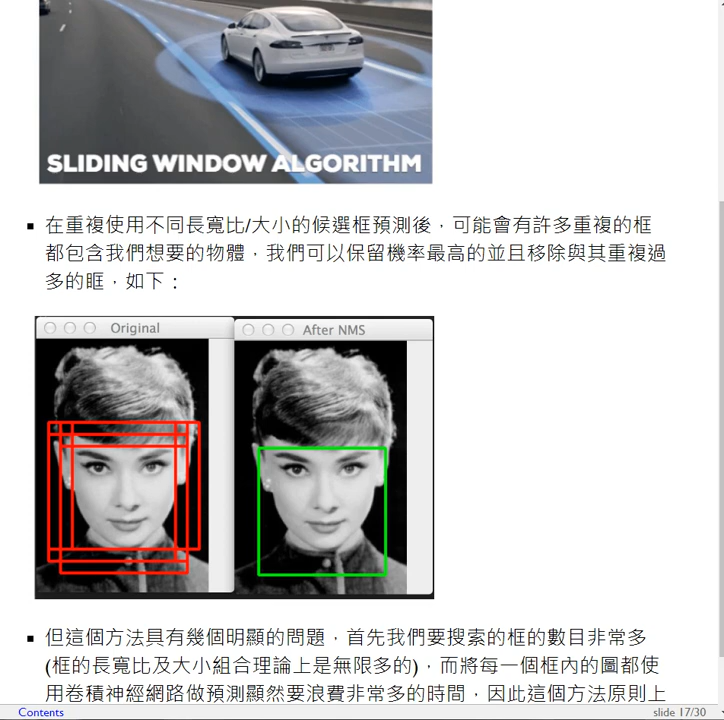 SLIDING WINDOW ALGORITHM
在重複使用不同長寬比/大小的候選框預測後，可能會有許多重複的框
都包含我們想要的物體，我們可以保留機率最高的並且移除與其重複過
多的眶，如下：
Original
After NMS
但這個方法具有幾個明顯的問題，首先我們要搜索的框的數目非常多
(框的長寬比及大小組合理論上是無限多的)，而將每一個框內的圖都使
用卷積神經網路做預測顯然要浪費非常多的時間，因此這個方法原則上
Contents
slide 17/30